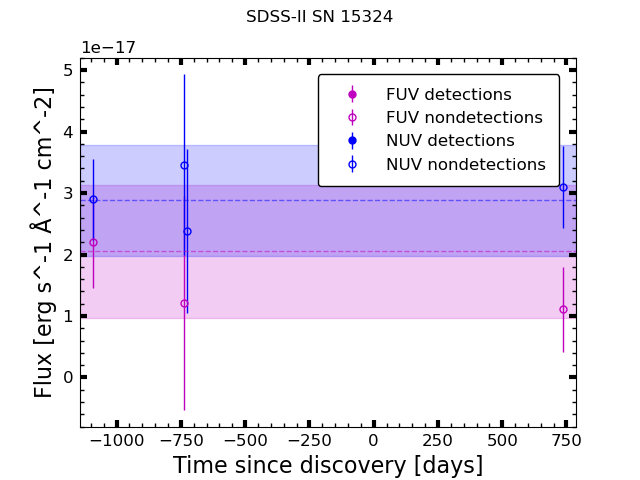 SDSS-II SN 15324
1e−17
5
4
3
2
1
0
Flux [erg s^-1 Å^-1 cm^-2]
FUV detections
FUV nondetections
NUV detections
NUV nondetections
−1000 −750 −500 −250 0 250 500 750
Time since discovery [days]